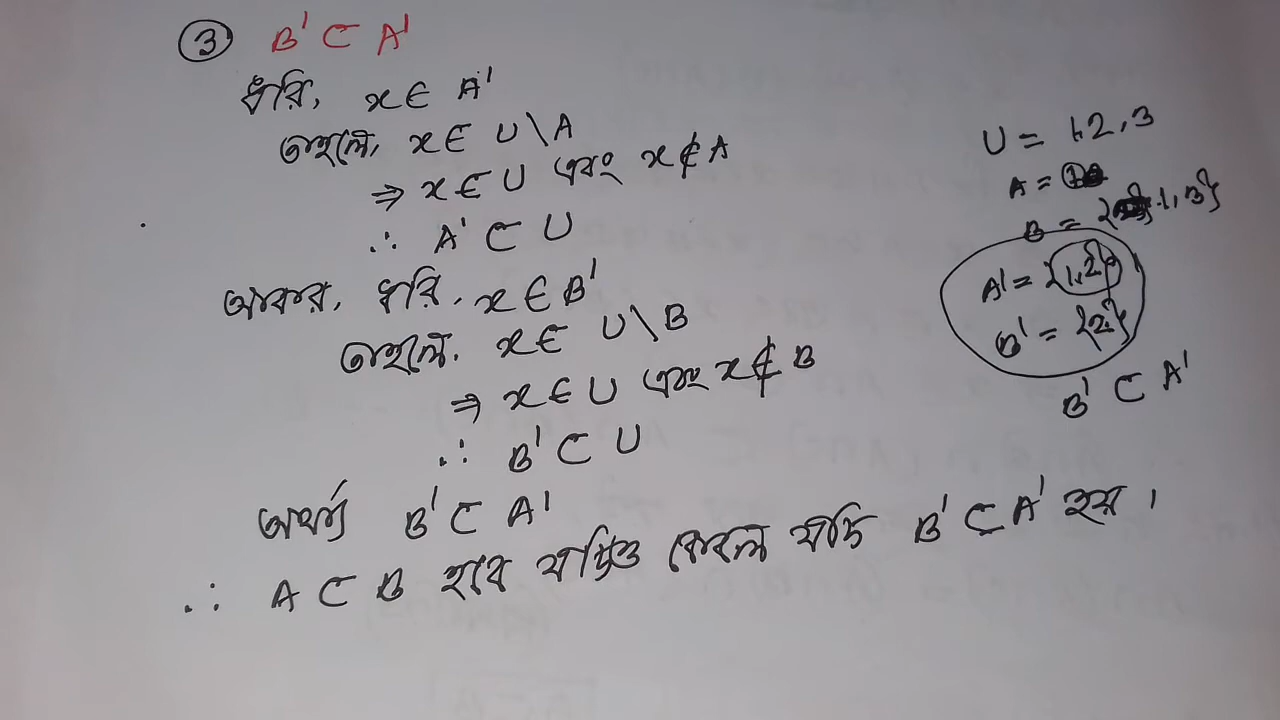 ③ B' ⊂ A'
ধরি, x ∈ A'
তাহলে, x ∈ U \ A
⇒ x ∈ U এবং x ∉ A
∴ A' ⊂ U
আবার, ধরি, x ∈ B'
তাহলে, x ∈ U \ B
⇒ x ∈ U এবং x ∉ B
∴ B' ⊂ U
অর্থাৎ B' ⊂ A'
∴ A ⊂ B হবে যদিও কেবল যদি B' ⊂ A' হয়।
U = 1,2,3
A =
B = { 1,3}
A' = {1,2}
B' = {2}
B' ⊂ A'